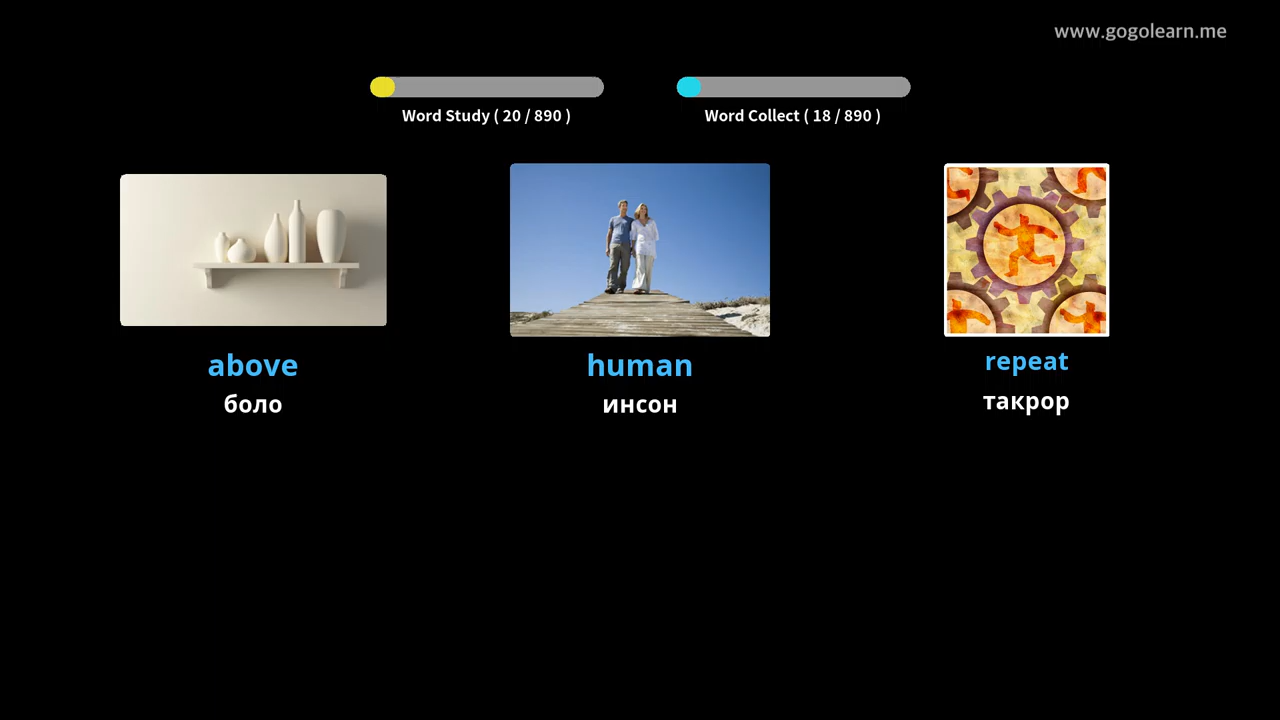 www.gogolearn.me
Word Study ( 20 / 890 )
Word Collect ( 18 / 890 )
above
боло
human
инсон
repeat
такрор